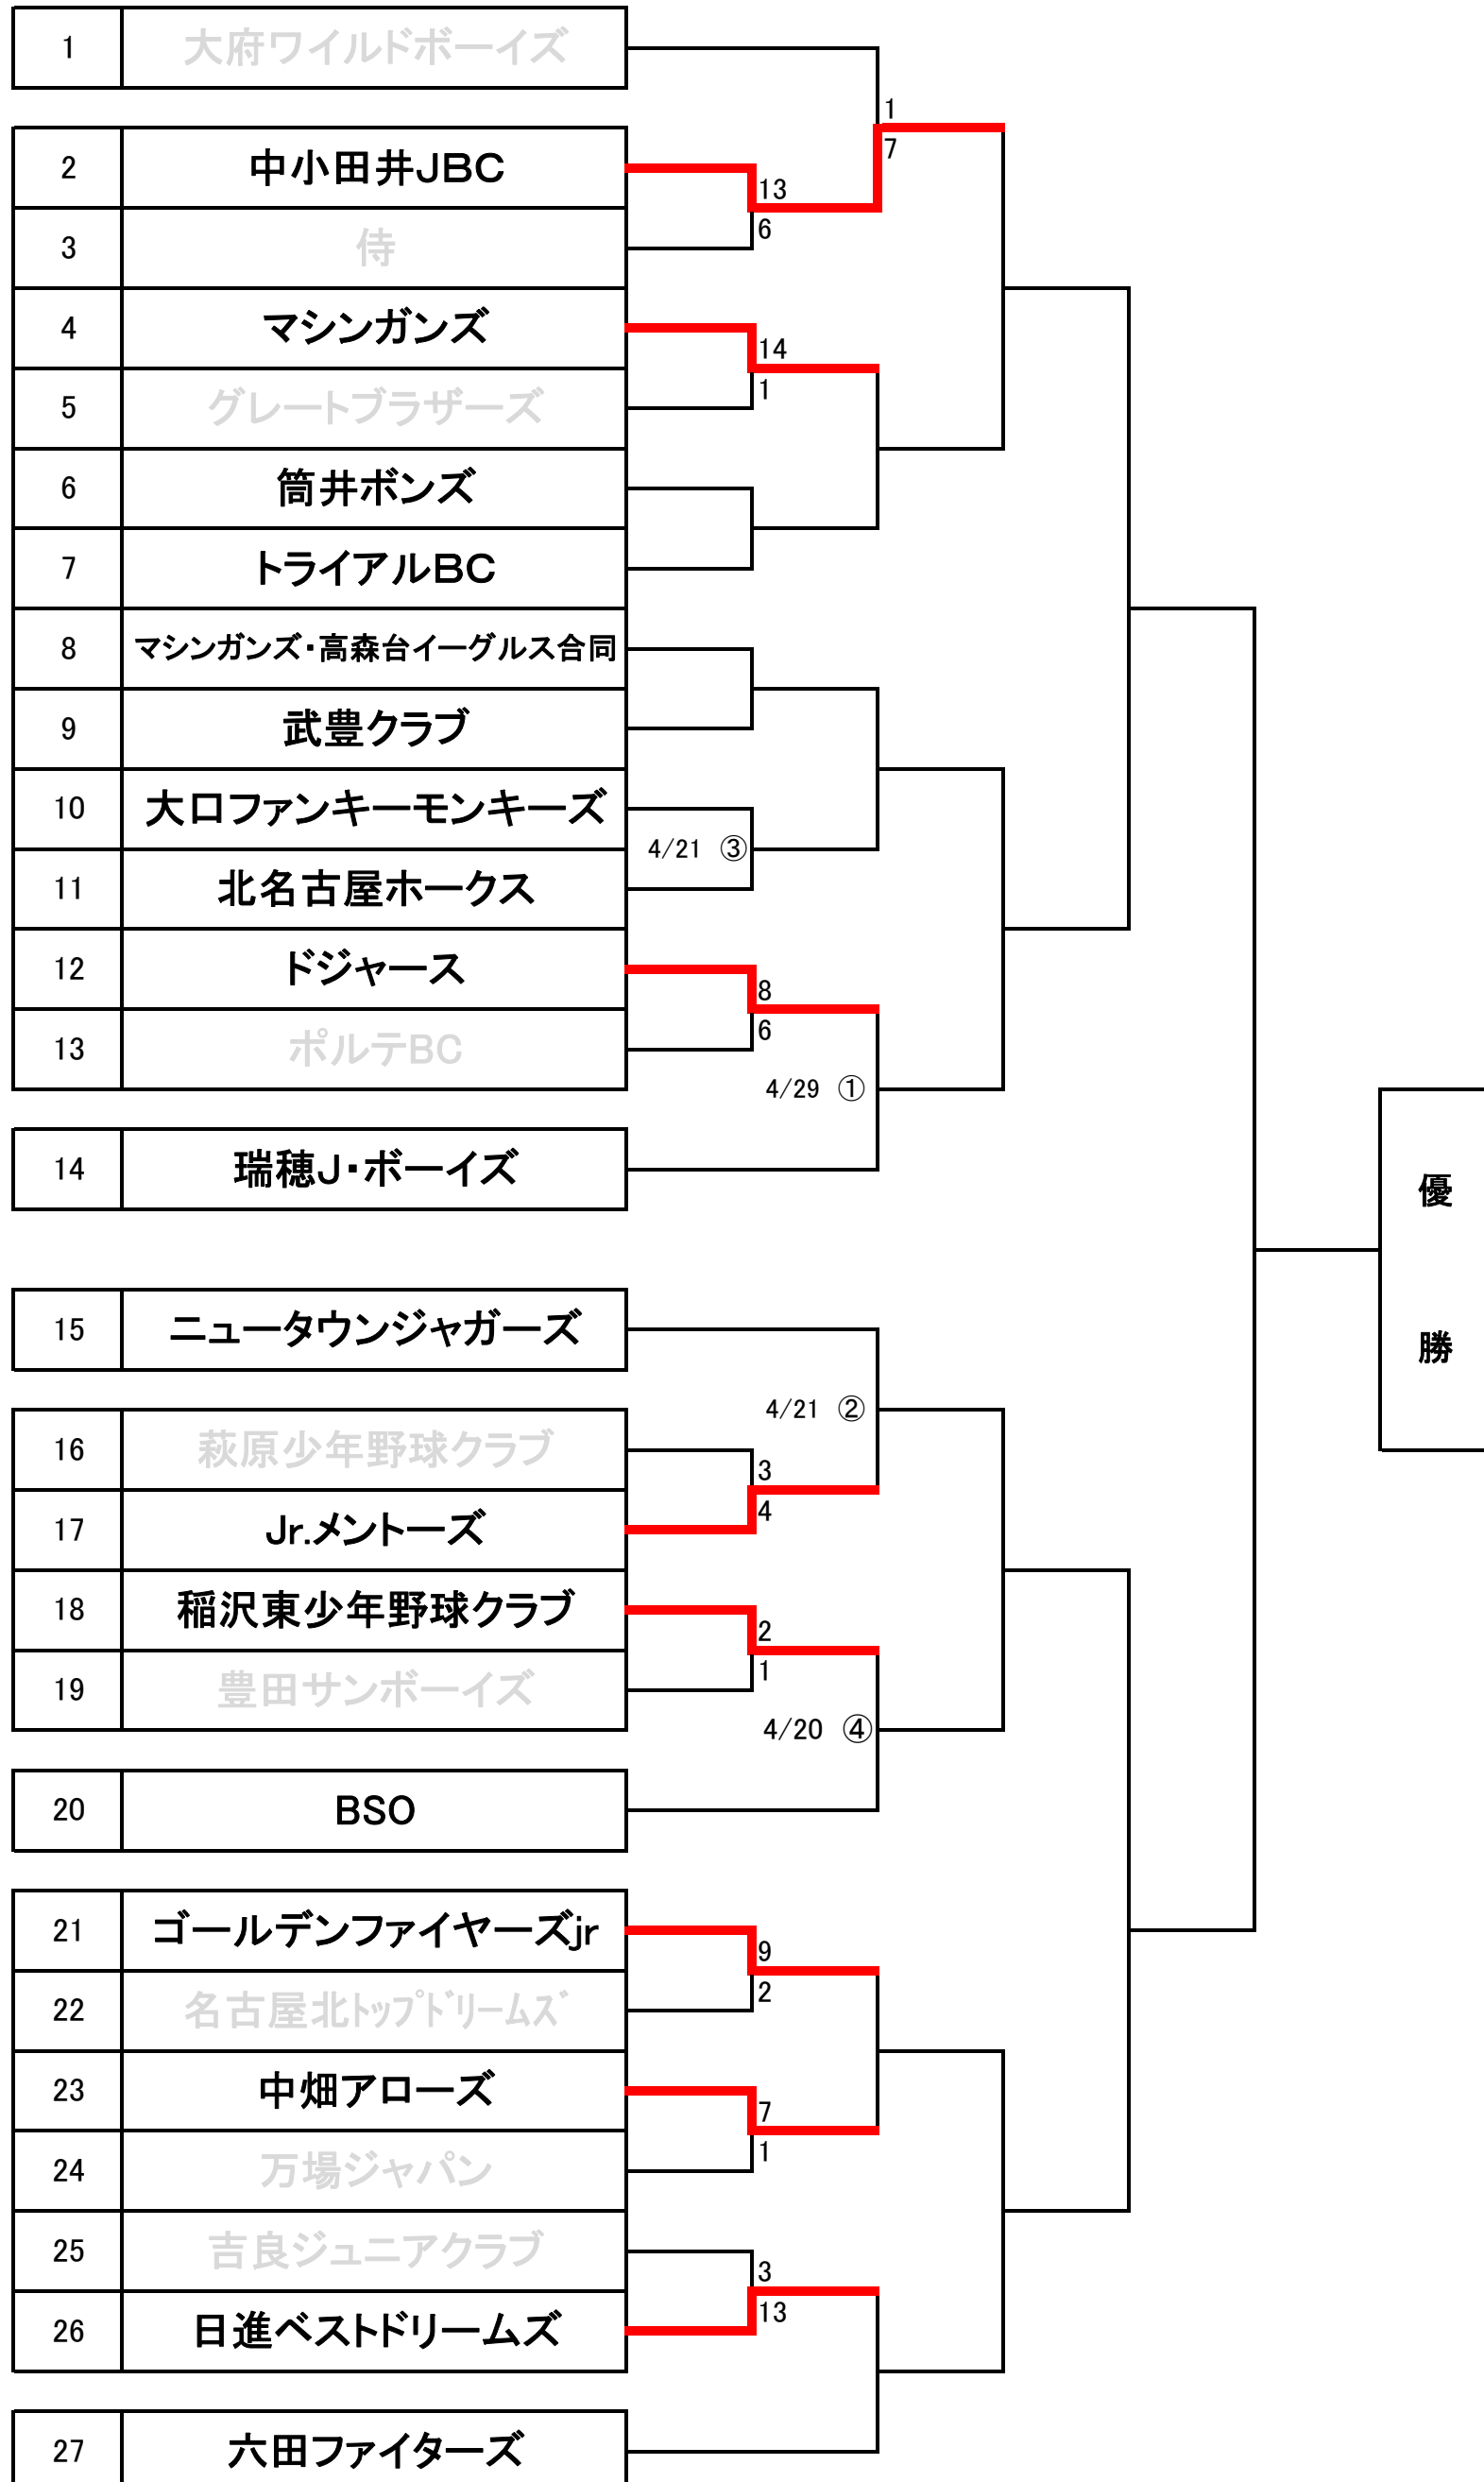 1 大府ワイルドボーイズ
1
7
2 中小田井JBC
13
6
3 侍
4 マシンガンズ
14
1
5 グレートブラザーズ
6 筒井ボンズ
7 トライアルBC
8 マシンガンズ・高森台イーグルス合同
9 武豊クラブ
10 大口ファンキーモンキーズ
4/21 ③
11 北名古屋ホークス
12 ドジャース
8
6
13 ポルテBC
4/29 ①
14 瑞穂J・ボーイズ
優
勝
15 ニュータウンジャガーズ
4/21 ②
16 萩原少年野球クラブ
3
4
17 Jr.メントーズ
18 稲沢東少年野球クラブ
2
1
19 豊田サンボーイズ
4/20 ④
20 BSO
21 ゴールデンファイヤーズjr
9
2
22 名古屋北ﾄｯﾌﾟﾄﾞﾘｰﾑｽﾞ
23 中畑アローズ
7
1
24 万場ジャパン
25 吉良ジュニアクラブ
3
13
26 日進ベストドリームズ
27 六田ファイターズ